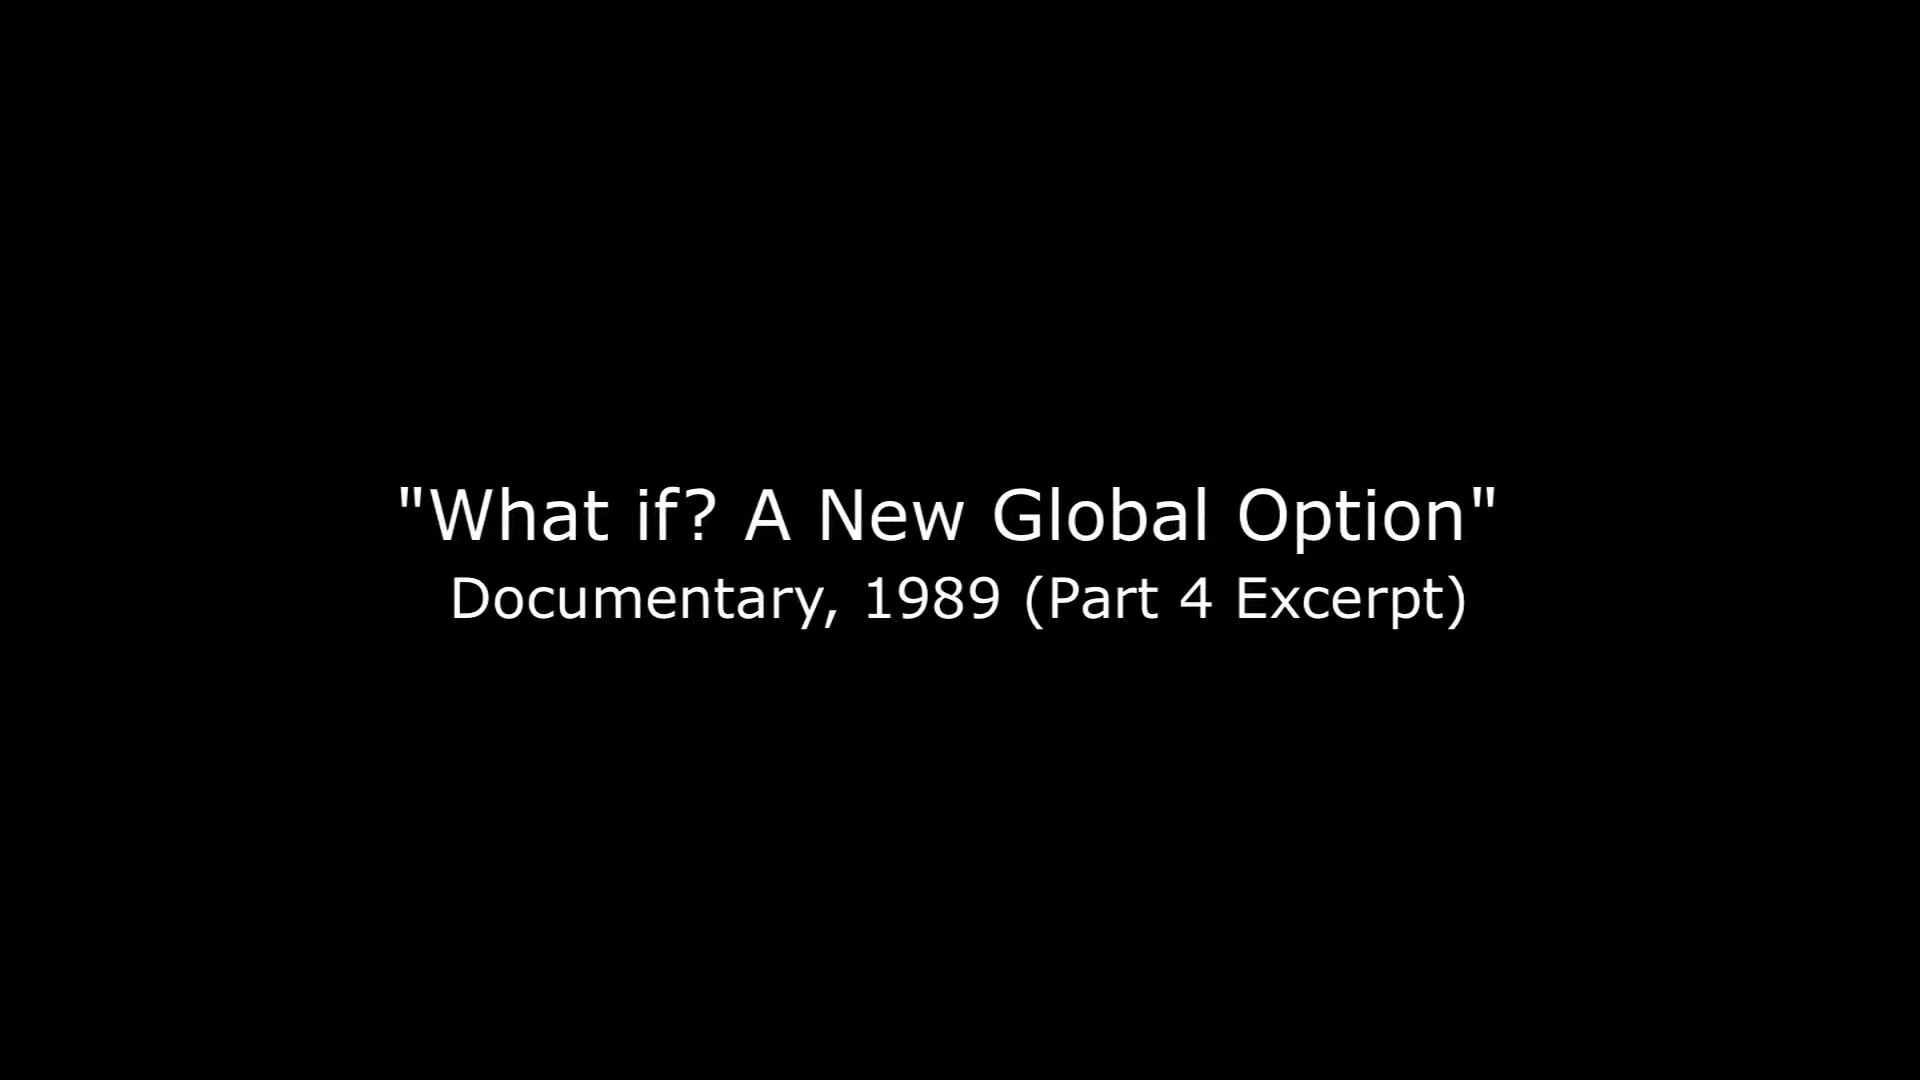 "What if? A New Global Option"
Documentary, 1989 (Part 4 Excerpt)